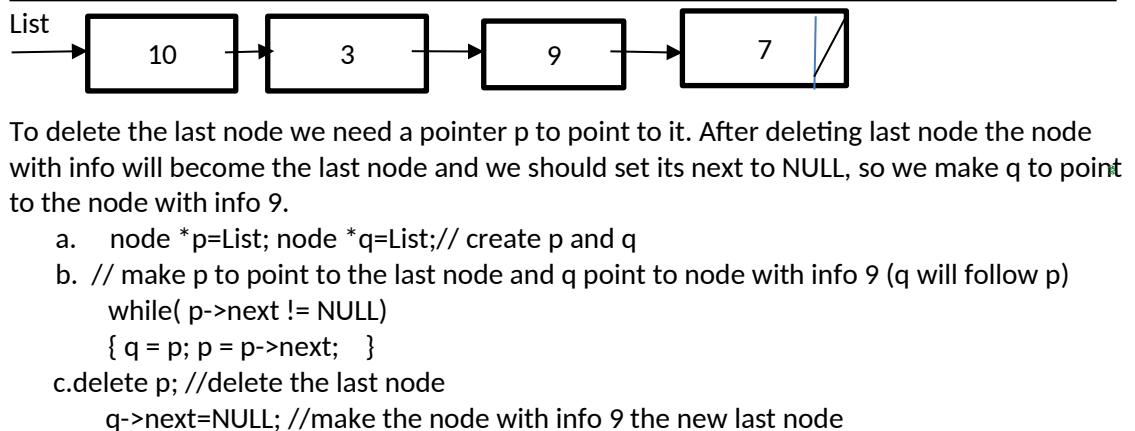 List
10 3 9 7
To delete the last node we need a pointer p to point to it. After deleting last node the node
with info will become the last node and we should set its next to NULL, so we make q to point
to the node with info 9.
a. node *p=List; node *q=List;// create p and q
b. // make p to point to the last node and q point to node with info 9 (q will follow p)
while( p->next != NULL)
{ q = p; p = p->next; }
c.delete p; //delete the last node
q->next=NULL; //make the node with info 9 the new last node